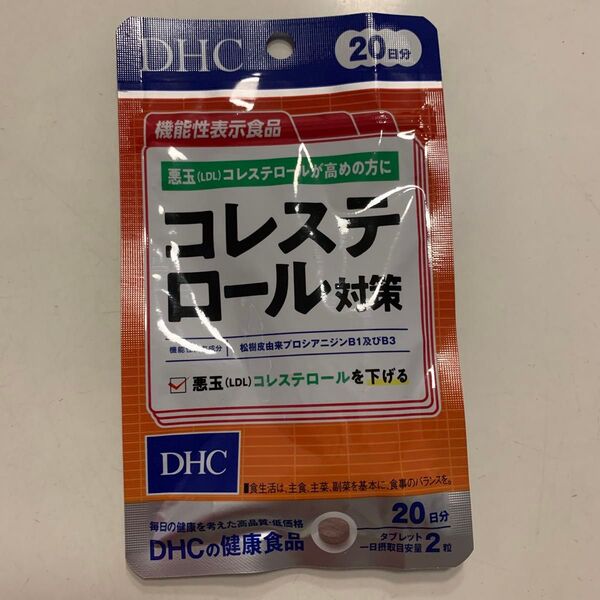 DHC
20日分
機能性表示食品
悪玉(LDL)コレステロールが高めの方に
コレステ
ロール対策
松樹皮由来プロシアニジンB1及びB3
悪玉(LDL)コレステロールを下げる
DHC
■食生活は、主食、主菜、副菜を基本に、食事のバランスを。
毎日の健康を考えた高品質・低価格
DHCの健康食品
20日分
タブレット
一日摂取目安量2粒